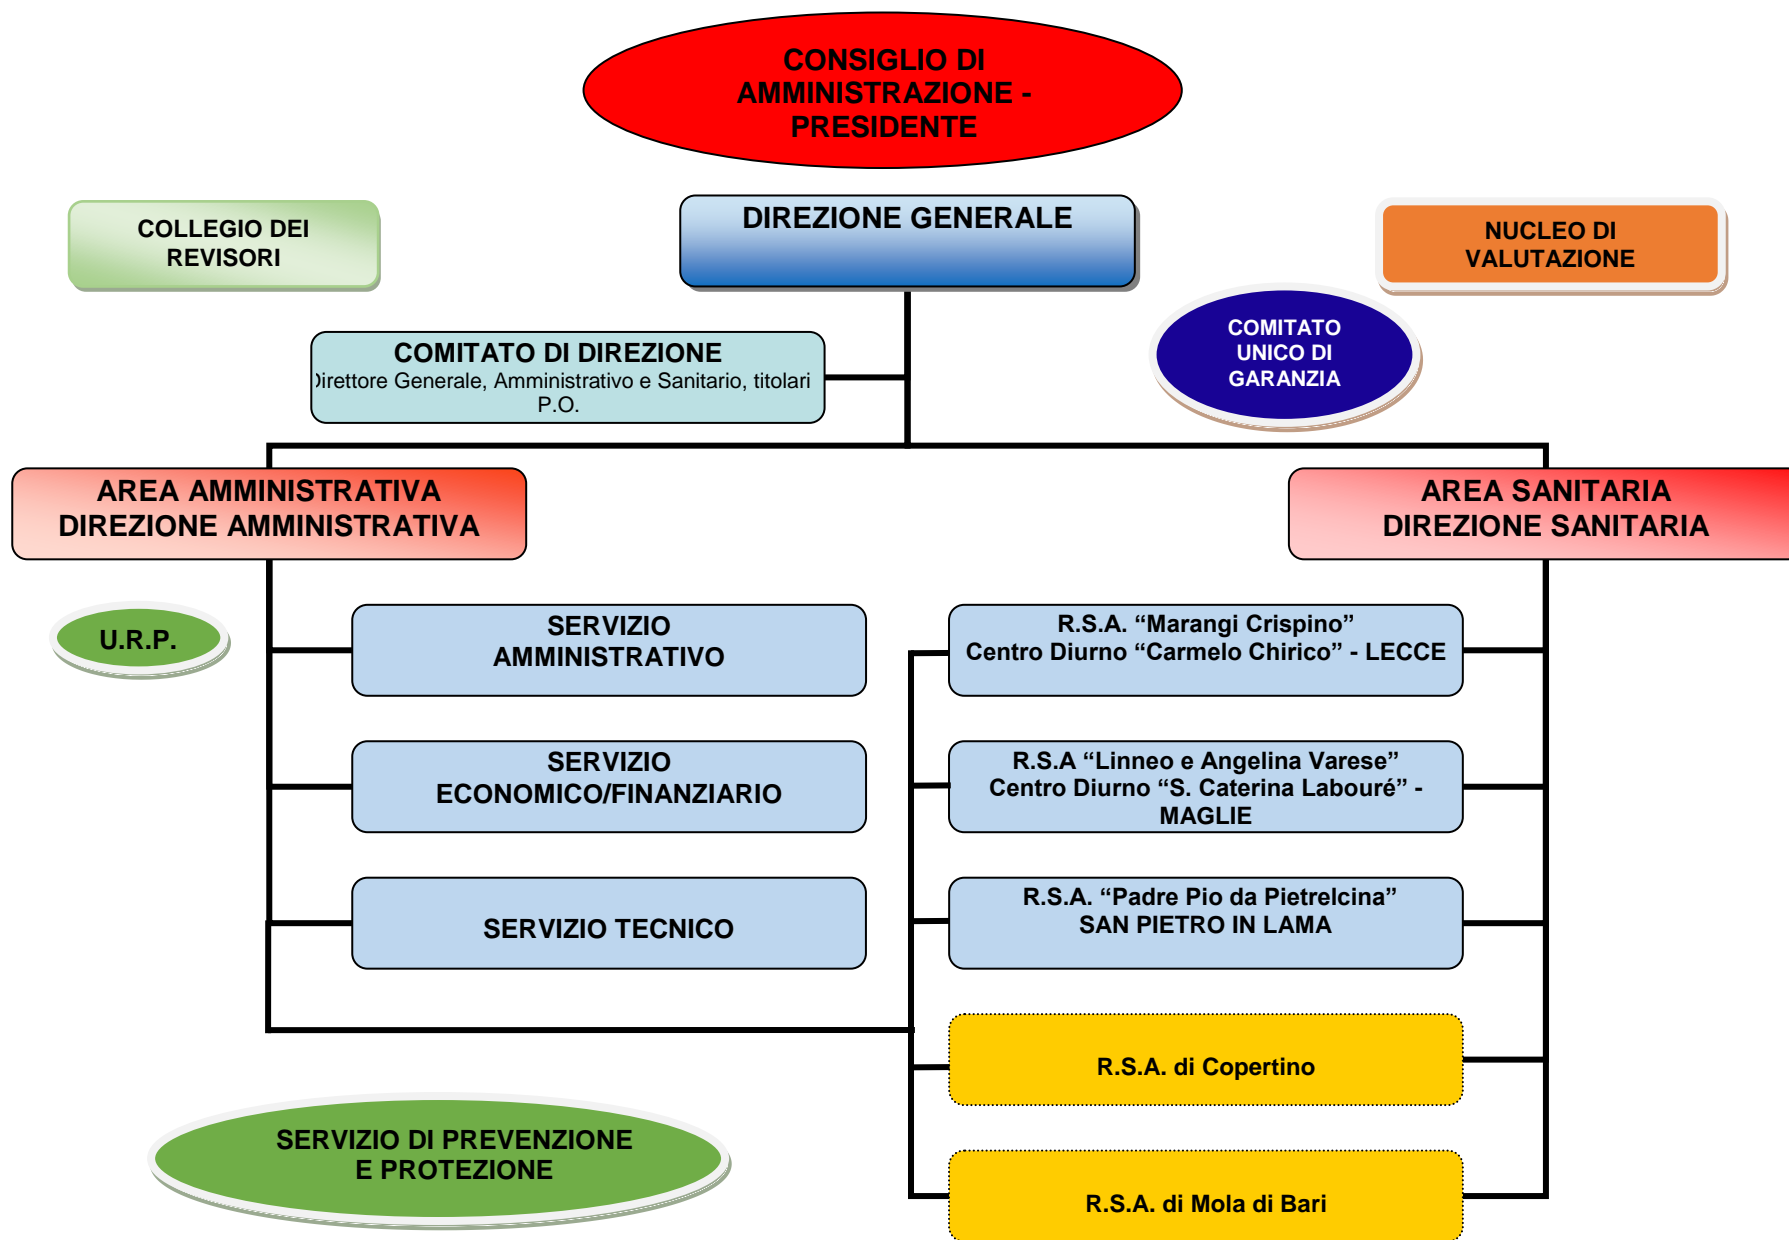 CONSIGLIO DI
AMMINISTRAZIONE -
PRESIDENTE
COLLEGIO DEI
REVISORI
DIREZIONE GENERALE
NUCLEO DI
VALUTAZIONE
COMITATO DI DIREZIONE
Direttore Generale, Amministrativo e Sanitario, titolari
P.O.
COMITATO
UNICO DI
GARANZIA
AREA AMMINISTRATIVA
DIREZIONE AMMINISTRATIVA
AREA SANITARIA
DIREZIONE SANITARIA
U.R.P.
SERVIZIO
AMMINISTRATIVO
R.S.A. “Marangi Crispino”
Centro Diurno “Carmelo Chirico” - LECCE
SERVIZIO
ECONOMICO/FINANZIARIO
R.S.A “Linneo e Angelina Varese”
Centro Diurno “S. Caterina Labouré” -
MAGLIE
SERVIZIO TECNICO
R.S.A. “Padre Pio da Pietrelcina”
SAN PIETRO IN LAMA
R.S.A. di Copertino
SERVIZIO DI PREVENZIONE
E PROTEZIONE
R.S.A. di Mola di Bari